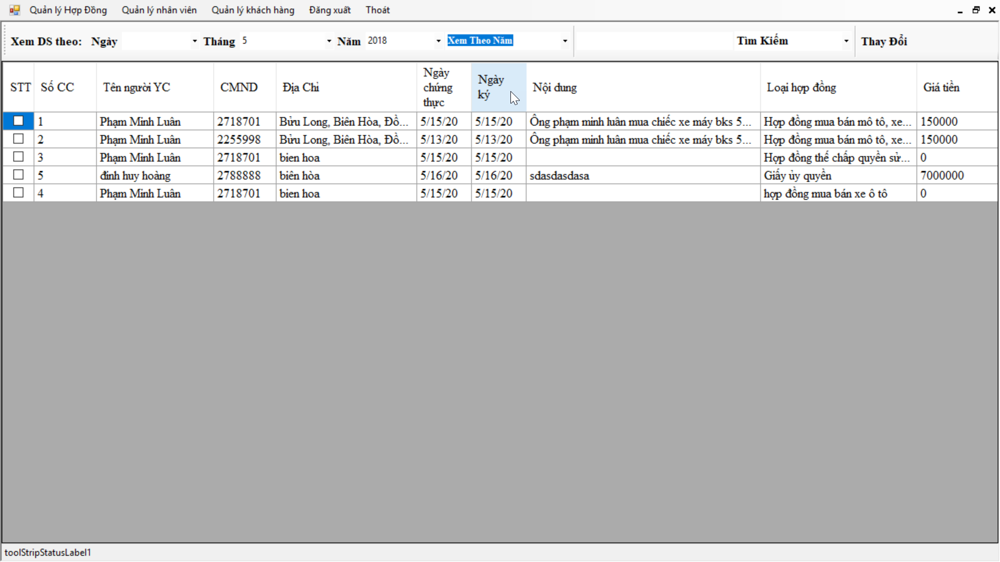 Quản lý Hợp Đồng Quản lý nhân viên Quản lý khách hàng Đăng xuất Thoát
Xem DS theo: Ngày Tháng 5 Năm 2018 Xem Theo Năm Tìm Kiếm Thay Đổi
STT Số CC Tên người YC CMND Địa Chỉ Ngày chứng thực Ngày ký Nội dung Loại hợp đồng Giá tiền
1 Phạm Minh Luân 2718701 Bửu Long, Biên Hòa, Đồ... 5/15/20 5/15/20 Ông phạm minh luân mua chiếc xe máy bks 5... Hợp đồng mua bán mô tô, xe... 150000
2 Phạm Minh Luân 2255998 Bửu Long, Biên Hòa, Đồ... 5/13/20 5/13/20 Ông phạm minh luân mua chiếc xe máy bks 5... Hợp đồng mua bán mô tô, xe... 150000
3 Phạm Minh Luân 2718701 bien hoa 5/15/20 5/15/20 Hợp đồng thế chấp quyền sử... 0
5 đinh huy hoàng 2788888 biên hòa 5/16/20 5/16/20 sdasdasdasa Giấy ủy quyền 7000000
4 Phạm Minh Luân 2718701 bien hoa 5/15/20 5/15/20 hợp đồng mua bán xe ô tô 0
toolStripStatusLabel1